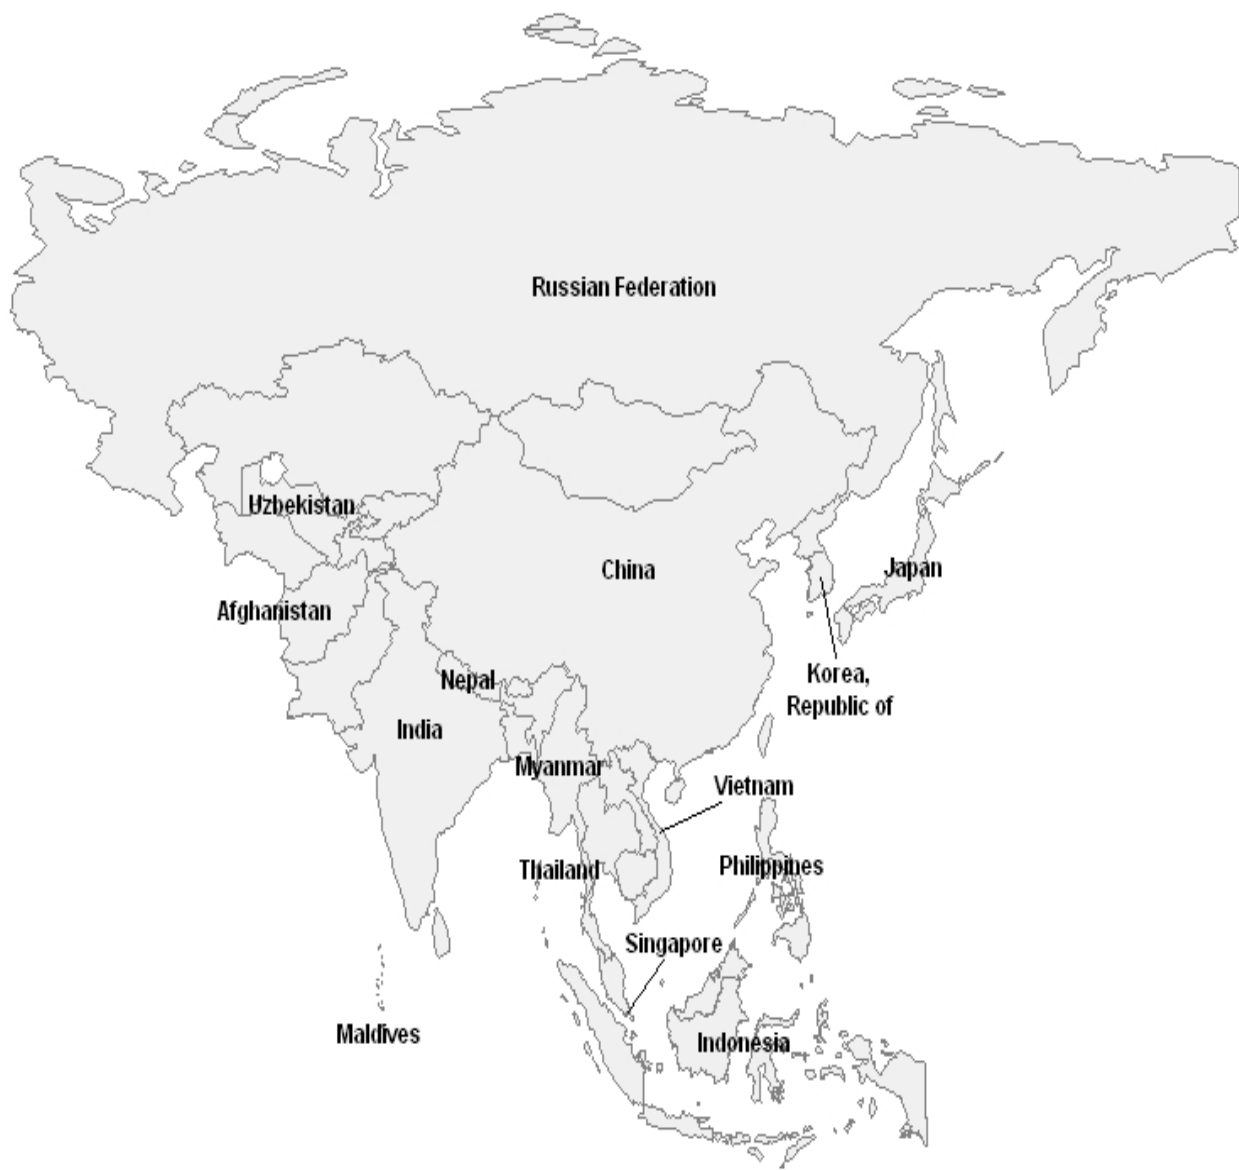 Russian Federation
Uzbekistan
China
Japan
Afghanistan
Korea,
Republic of
Nepal
India
Myanmar
Vietnam
Thailand
Philippines
Singapore
Maldives
Indonesia